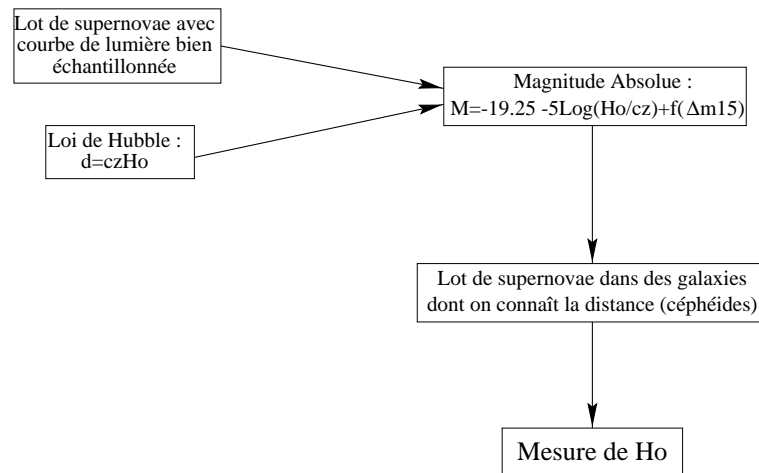 Lot de supernovae avec
courbe de lumière bien
échantillonnée
Magnitude Absolue :
M=-19.25 -5Log(Ho/cz)+f(Δm15)
Loi de Hubble :
d=czHo
Lot de supernovae dans des galaxies
dont on connaît la distance (céphéides)
Mesure de Ho